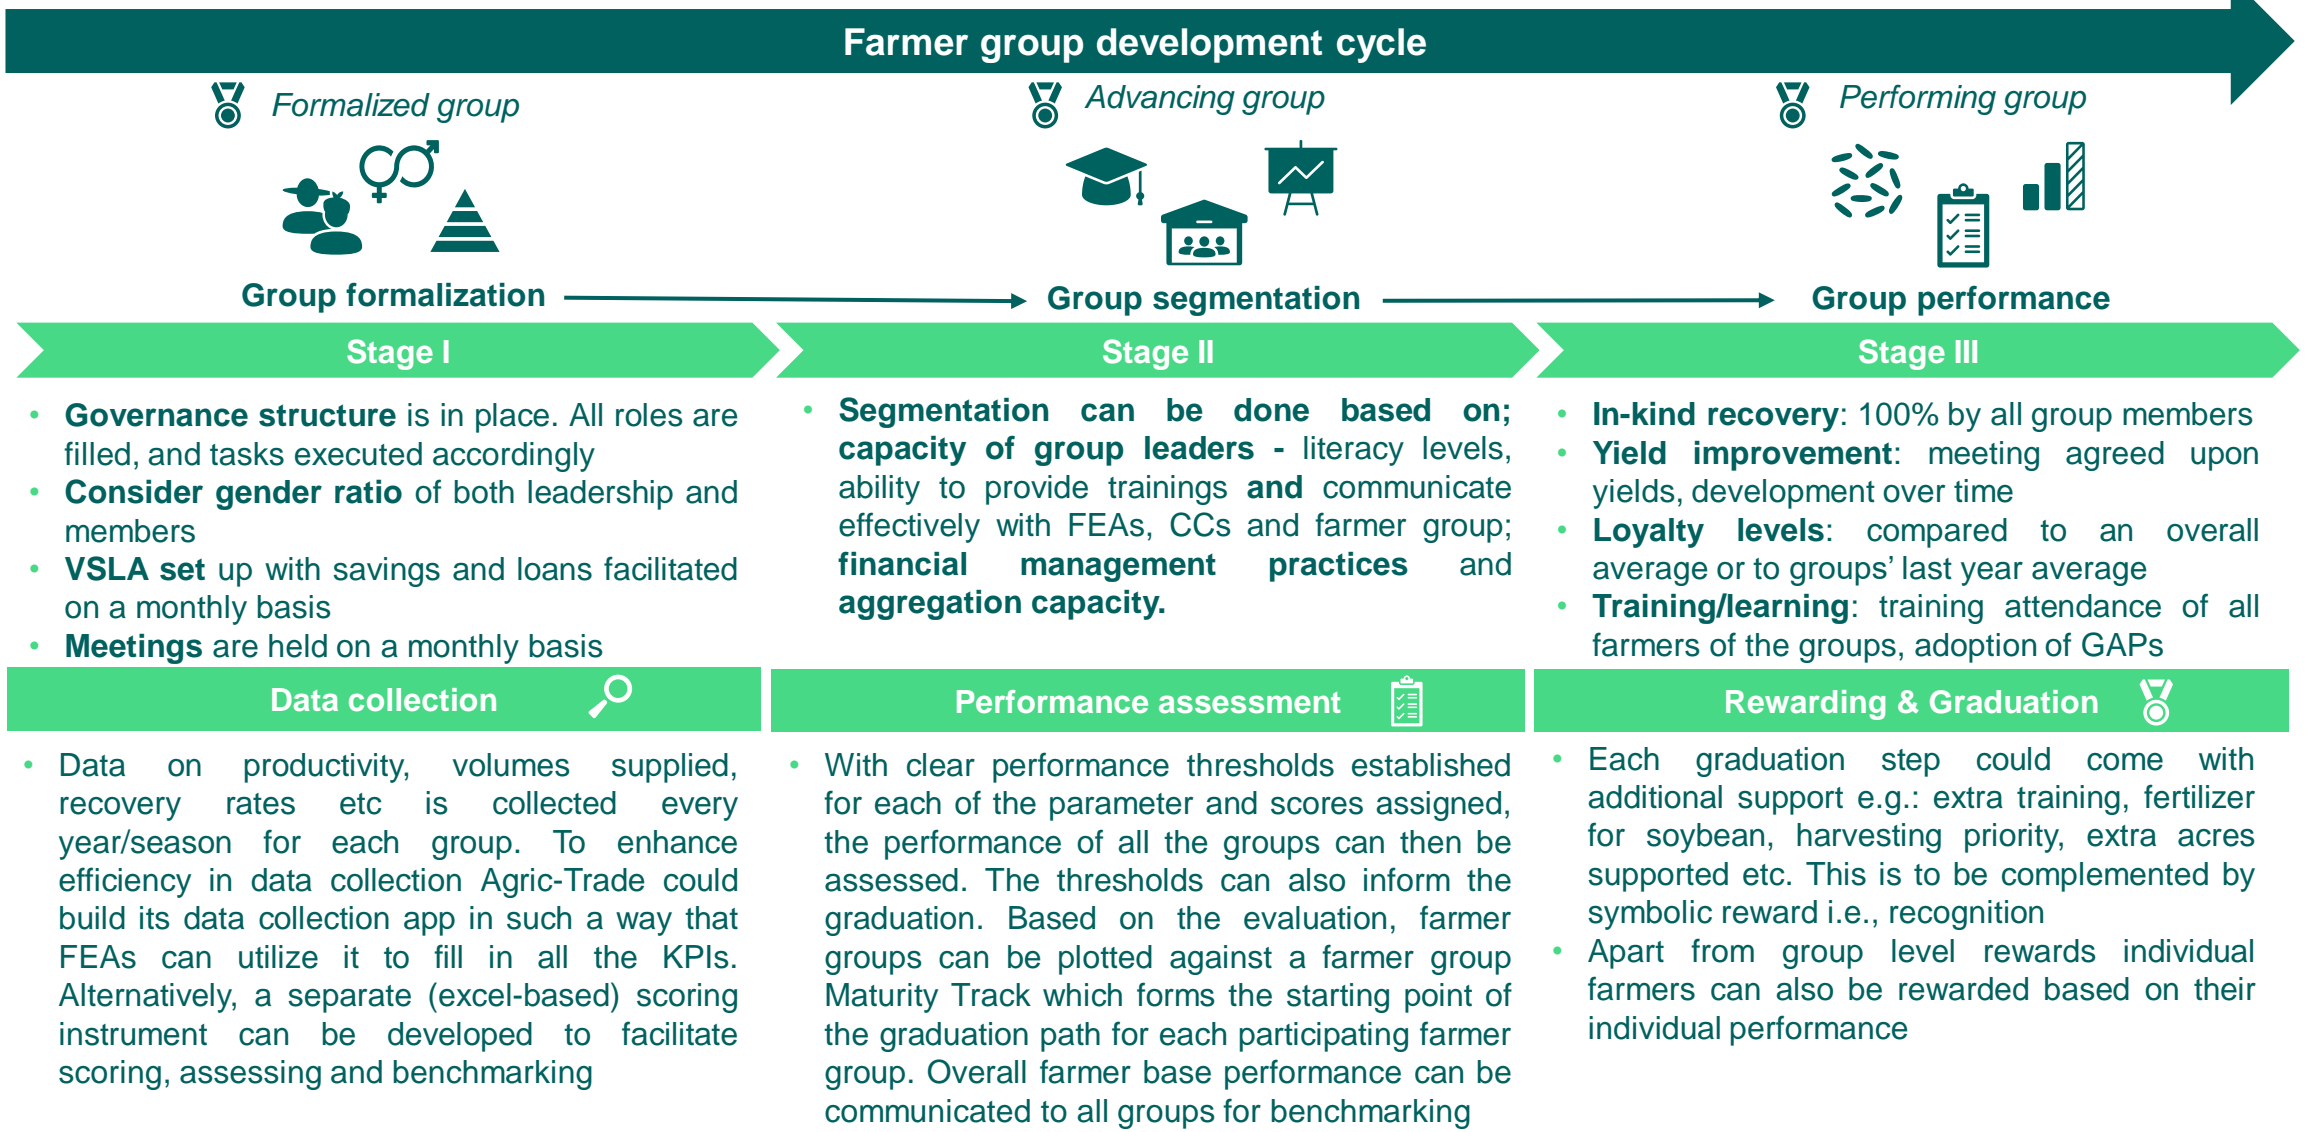 Farmer group development cycle
Formalized group
Advancing group
Performing group
Group formalization
Group segmentation
Group performance
Stage I
Stage II
Stage III
• Governance structure is in place. All roles are
filled, and tasks executed accordingly
• Consider gender ratio of both leadership and
members
• VSLA set up with savings and loans facilitated
on a monthly basis
• Meetings are held on a monthly basis
• Segmentation can be done based on;
capacity of group leaders - literacy levels,
ability to provide trainings and communicate
effectively with FEAs, CCs and farmer group;
financial management practices and
aggregation capacity.
• In-kind recovery: 100% by all group members
• Yield improvement: meeting agreed upon
yields, development over time
• Loyalty levels: compared to an overall
average or to groups’ last year average
• Training/learning: training attendance of all
farmers of the groups, adoption of GAPs
Data collection
Performance assessment
Rewarding & Graduation
• Data on productivity, volumes supplied,
recovery rates etc is collected every
year/season for each group. To enhance
efficiency in data collection Agric-Trade could
build its data collection app in such a way that
FEAs can utilize it to fill in all the KPIs.
Alternatively, a separate (excel-based) scoring
instrument can be developed to facilitate
scoring, assessing and benchmarking
• With clear performance thresholds established
for each of the parameter and scores assigned,
the performance of all the groups can then be
assessed. The thresholds can also inform the
graduation. Based on the evaluation, farmer
groups can be plotted against a farmer group
Maturity Track which forms the starting point of
the graduation path for each participating farmer
group. Overall farmer base performance can be
communicated to all groups for benchmarking
• Each graduation step could come with
additional support e.g.: extra training, fertilizer
for soybean, harvesting priority, extra acres
supported etc. This is to be complemented by
symbolic reward i.e., recognition
• Apart from group level rewards individual
farmers can also be rewarded based on their
individual performance